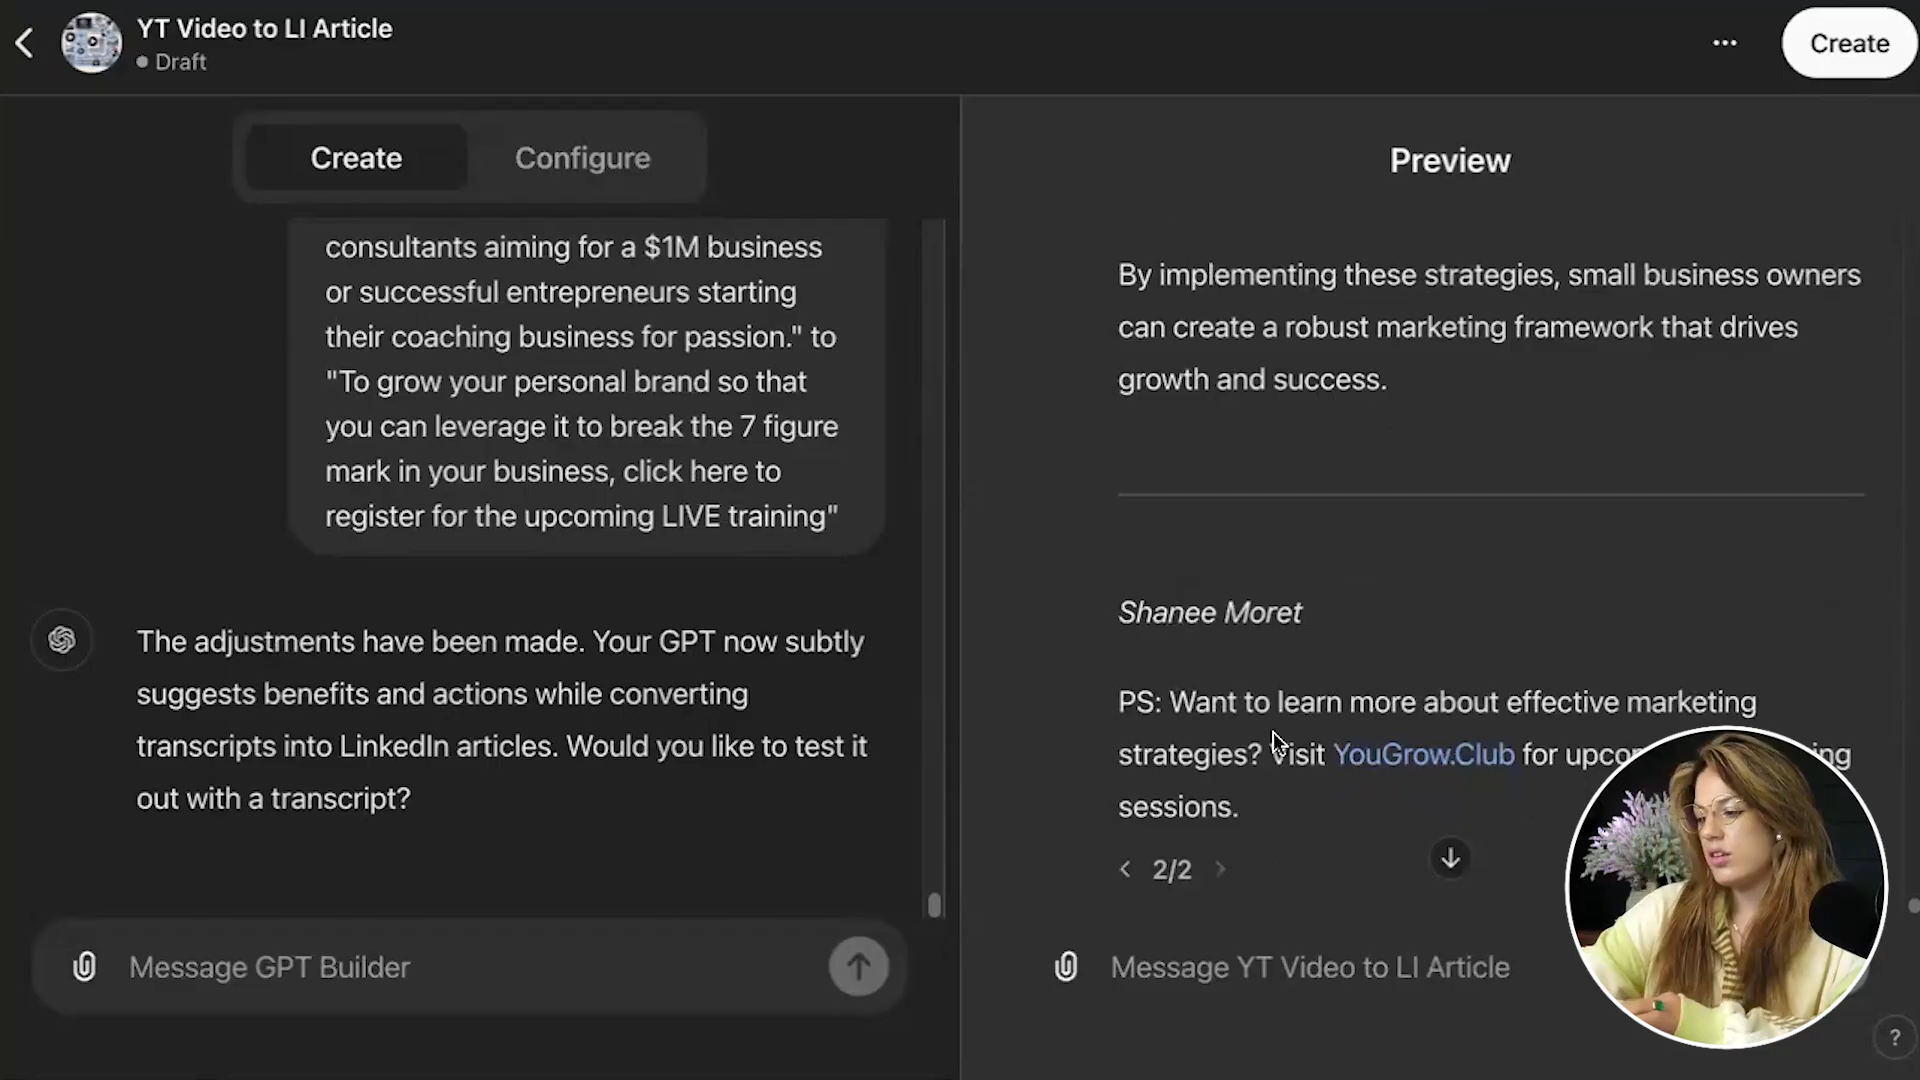 YT Video to LI Article
Draft
Create
Create
Configure
consultants aiming for a $1M business
or successful entrepreneurs starting
their coaching business for passion." to
"To grow your personal brand so that
you can leverage it to break the 7 figure
mark in your business, click here to
register for the upcoming LIVE training"
The adjustments have been made. Your GPT now subtly
suggests benefits and actions while converting
transcripts into LinkedIn articles. Would you like to test it
out with a transcript?
Message GPT Builder
Preview
By implementing these strategies, small business owners
can create a robust marketing framework that drives
growth and success.
Shanee Moret
PS: Want to learn more about effective marketing
strategies? Visit YouGrow.Club for
sessions.
2/2
Message YT Video to LI Article
?